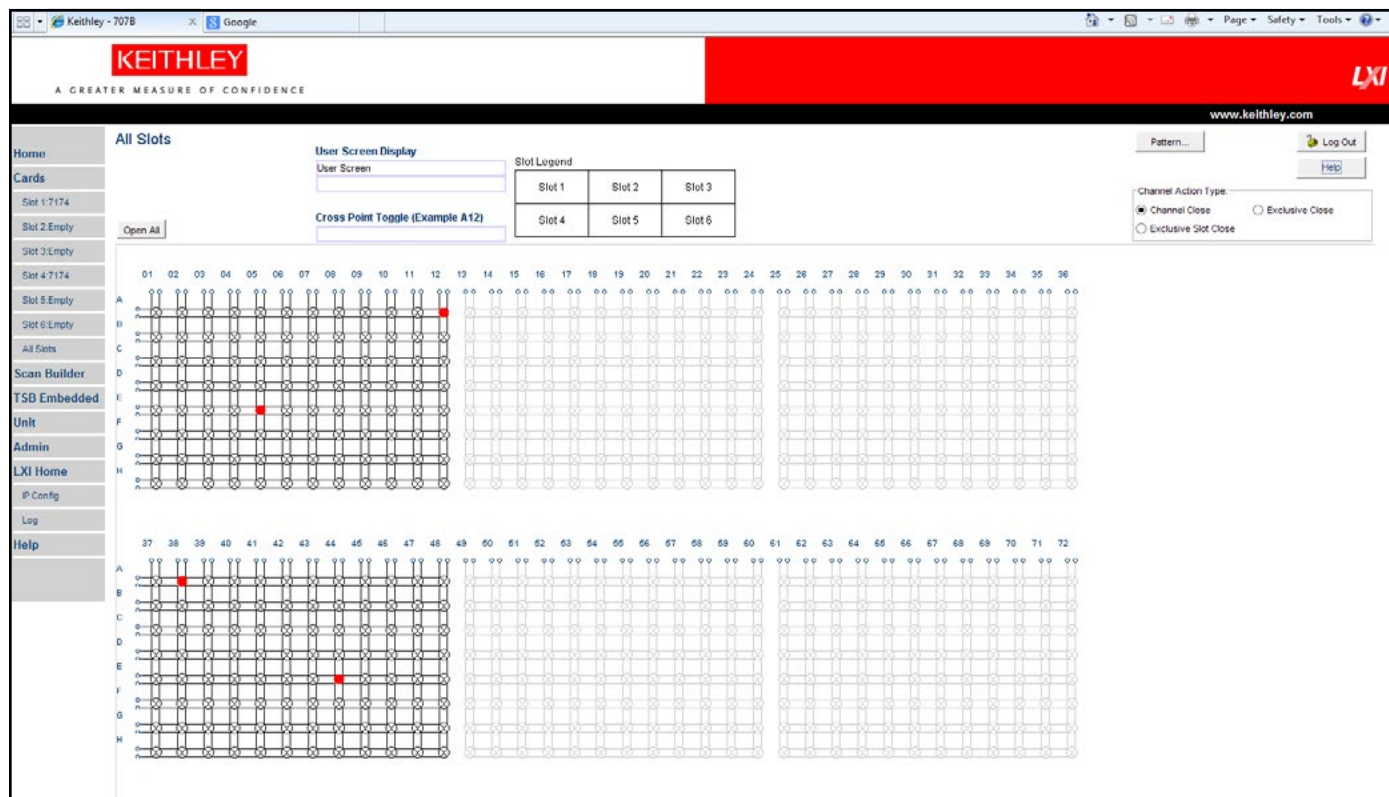 Keithley - 707B
Google
Page
Safety
Tools
KEITHLEY
A GREATER MEASURE OF CONFIDENCE
LXI
www.keithley.com
Home
Cards
Slot 1:7174
Slot 2:Empty
Slot 3:Empty
Slot 4:7174
Slot 5:Empty
Slot 6:Empty
All Slots
Scan Builder
TSB Embedded
Unit
Admin
LXI Home
IP Config
Log
Help
All Slots
Open All
User Screen Display
User Screen
Cross Point Toggle (Example A12)
Slot Legend
Slot 1 Slot 2 Slot 3
Slot 4 Slot 5 Slot 6
Pattern...
Log Out
Help
Channel Action Type.
Channel Close Exclusive Close
Exclusive Slot Close
01 02 03 04 05 06 07 08 09 10 11 12 13 14 15 16 17 18 19 20 21 22 23 24 25 26 27 28 29 30 31 32 33 34 35 36
A
B
C
D
E
F
G
H
37 38 39 40 41 42 43 44 45 46 47 48 49 50 51 52 53 54 55 56 57 58 59 60 61 62 63 64 65 66 67 68 69 70 71 72
A
B
C
D
E
F
G
H